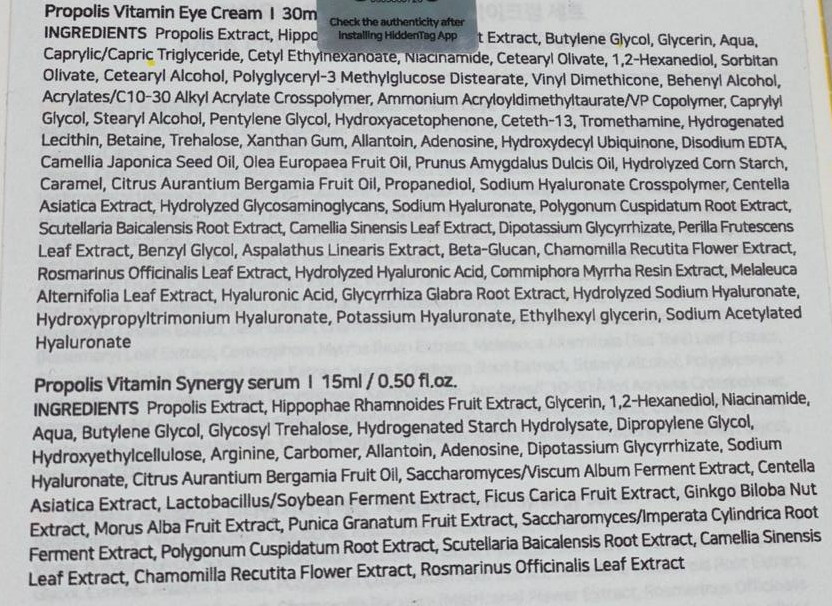 Propolis Vitamin Eye Cream I 30m
Check the authenticity after
installing HiddenTag App
INGREDIENTS Propolis Extract, Hippo t Extract, Butylene Glycol, Glycerin, Aqua,
Caprylic/Capric Triglyceride, Cetyl Ethylhexanoate, Niacinamide, Cetearyl Olivate, 1,2-Hexanediol, Sorbitan
Olivate, Cetearyl Alcohol, Polyglyceryl-3 Methylglucose Distearate, Vinyl Dimethicone, Behenyl Alcohol,
Acrylates/C10-30 Alkyl Acrylate Crosspolymer, Ammonium Acryloyldimethyltaurate/VP Copolymer, Caprylyl
Glycol, Stearyl Alcohol, Pentylene Glycol, Hydroxyacetophenone, Ceteth-13, Tromethamine, Hydrogenated
Lecithin, Betaine, Trehalose, Xanthan Gum, Allantoin, Adenosine, Hydroxydecyl Ubiquinone, Disodium EDTA,
Camellia Japonica Seed Oil, Olea Europaea Fruit Oil, Prunus Amygdalus Dulcis Oil, Hydrolyzed Corn Starch,
Caramel, Citrus Aurantium Bergamia Fruit Oil, Propanediol, Sodium Hyaluronate Crosspolymer, Centella
Asiatica Extract, Hydrolyzed Glycosaminoglycans, Sodium Hyaluronate, Polygonum Cuspidatum Root Extract,
Scutellaria Baicalensis Root Extract, Camellia Sinensis Leaf Extract, Dipotassium Glycyrrhizate, Perilla Frutescens
Leaf Extract, Benzyl Glycol, Aspalathus Linearis Extract, Beta-Glucan, Chamomilla Recutita Flower Extract,
Rosmarinus Officinalis Leaf Extract, Hydrolyzed Hyaluronic Acid, Commiphora Myrrha Resin Extract, Melaleuca
Alternifolia Leaf Extract, Hyaluronic Acid, Glycyrrhiza Glabra Root Extract, Hydrolyzed Sodium Hyaluronate,
Hydroxypropyltrimonium Hyaluronate, Potassium Hyaluronate, Ethylhexyl glycerin, Sodium Acetylated
Hyaluronate
Propolis Vitamin Synergy serum I 15ml / 0.50 fl.oz.
INGREDIENTS Propolis Extract, Hippophae Rhamnoides Fruit Extract, Glycerin, 1,2-Hexanediol, Niacinamide,
Aqua, Butylene Glycol, Glycosyl Trehalose, Hydrogenated Starch Hydrolysate, Dipropylene Glycol,
Hydroxyethylcellulose, Arginine, Carbomer, Allantoin, Adenosine, Dipotassium Glycyrrhizate, Sodium
Hyaluronate, Citrus Aurantium Bergamia Fruit Oil, Saccharomyces/Viscum Album Ferment Extract, Centella
Asiatica Extract, Lactobacillus/Soybean Ferment Extract, Ficus Carica Fruit Extract, Ginkgo Biloba Nut
Extract, Morus Alba Fruit Extract, Punica Granatum Fruit Extract, Saccharomyces/Imperata Cylindrica Root
Ferment Extract, Polygonum Cuspidatum Root Extract, Scutellaria Baicalensis Root Extract, Camellia Sinensis
Leaf Extract, Chamomilla Recutita Flower Extract, Rosmarinus Officinalis Leaf Extract